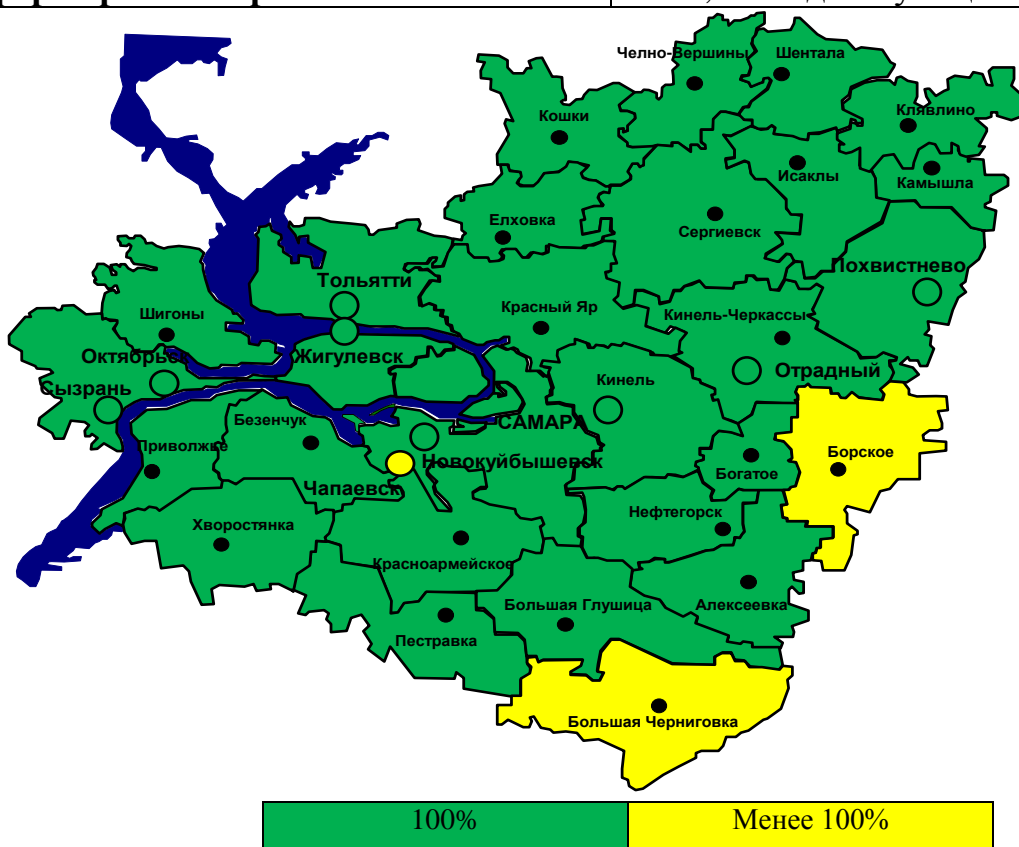 Челно-Вершины
Шентала
Кошки
Клявлино
Исаклы
Камышла
Елховка
Сергиевск
Похвистнево
Тольятти
Красный Яр
Шигоны
Кинель-Черкассы
Октябрьск
Жигулевск
Отрадный
Сызрань
Кинель
Безенчук
САМАРА
Приволжье
Борское
Новокуйбышевск
Богатое
Чапаевск
Нефтегорск
Хворостянка
Красноармейское
Большая Глушица
Алексеевка
Пестравка
Большая Черниговка
100%
Менее 100%